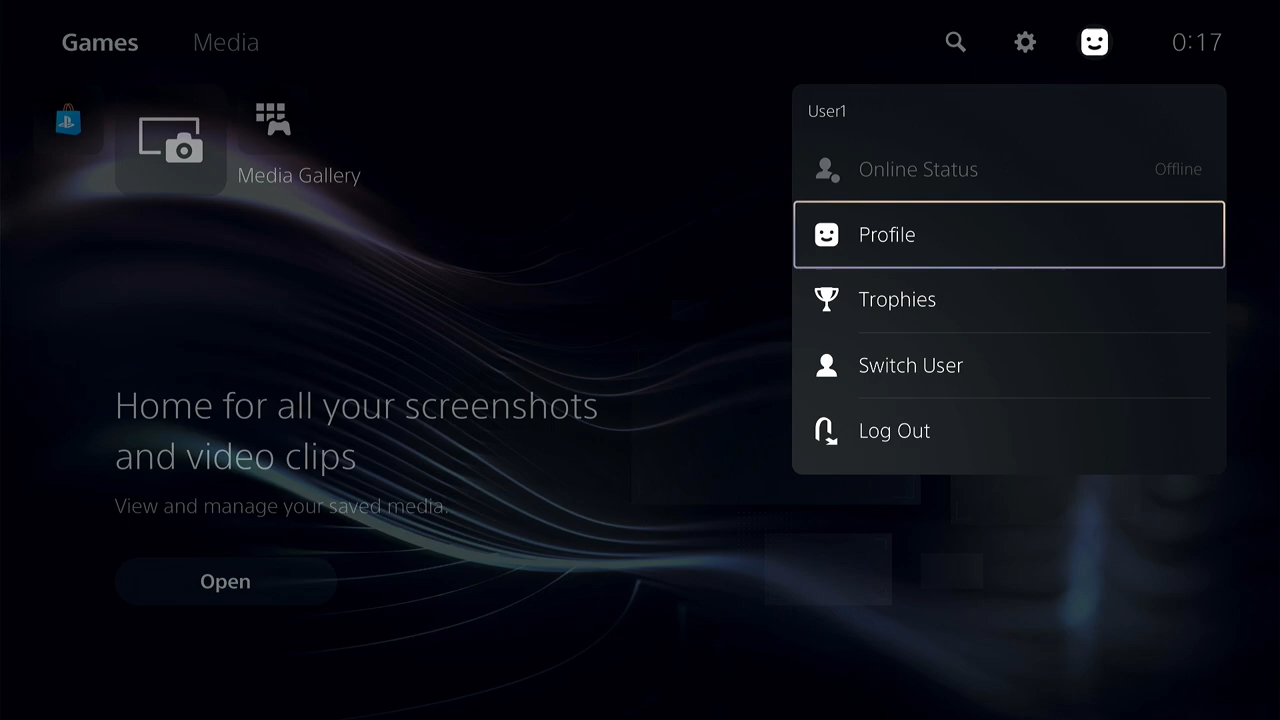 Games
Media
0:17
User1
Online Status
Offline
Media Gallery
Profile
Trophies
Switch User
Home for all your screenshots
and video clips
Log Out
View and manage your saved media.
Open